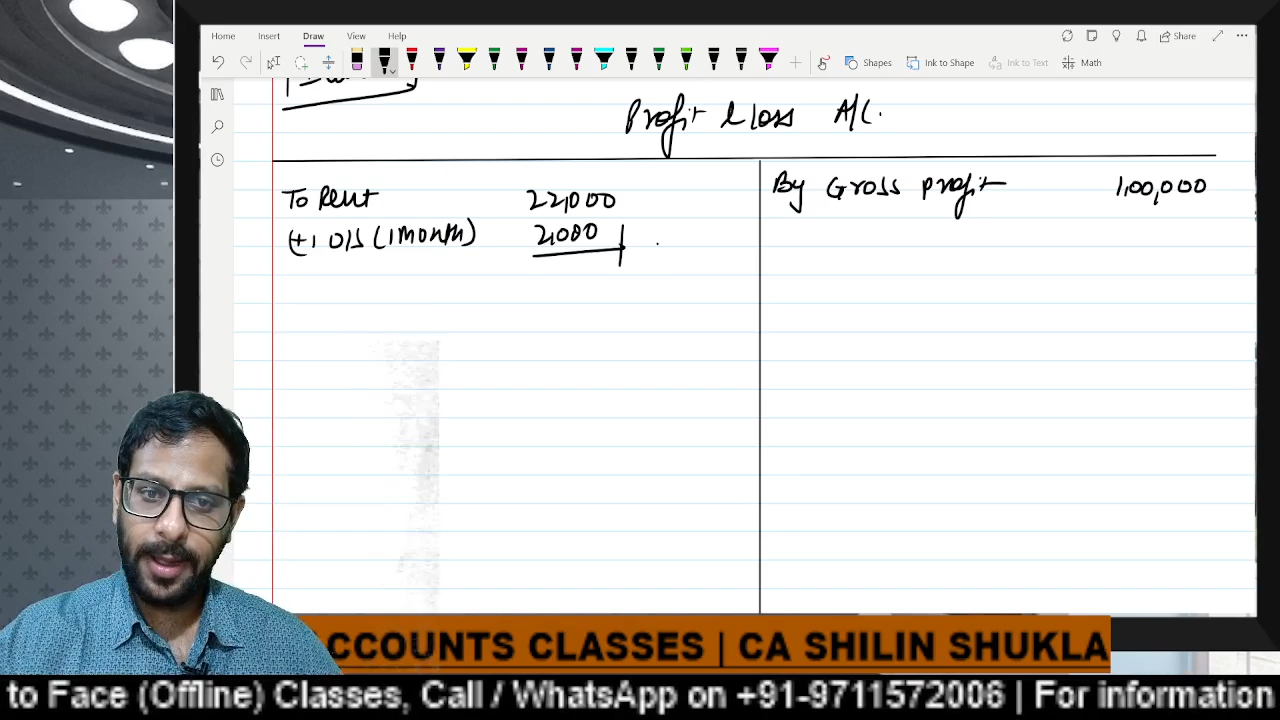 Home Insert Draw View Help
Share
Shapes Ink to Shape Ink to Text Math
Profit & Loss A/C.
To Rent 22,000
(+) O/S (1 Month) 2,000
By Gross Profit 1,00,000
CCOUNTS CLASSES | CA SHILIN SHUKLA
to Face (Offline) Classes, Call / WhatsApp on +91-9711572006 | For information